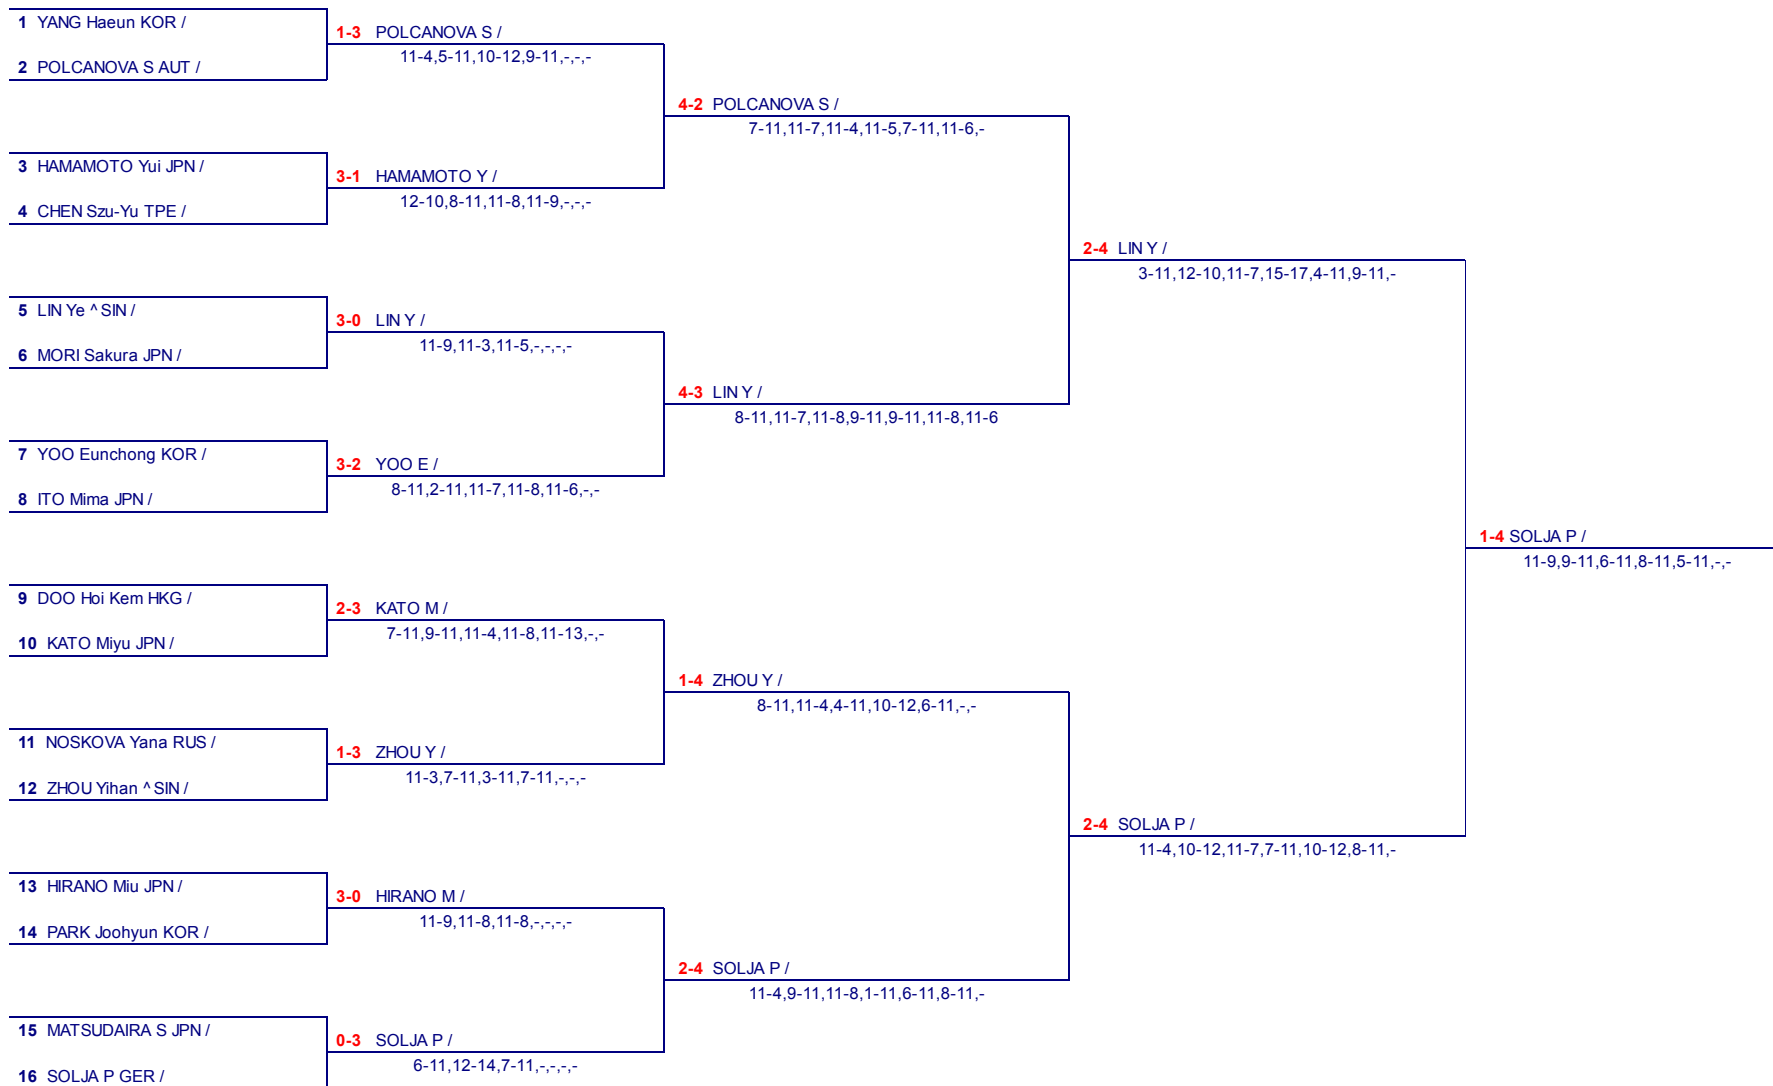 1 YANG Haeun KOR /
1-3 POLCANOVA S /
11-4,5-11,10-12,9-11,-,-,-
2 POLCANOVA S AUT /
4-2 POLCANOVA S /
7-11,11-7,11-4,11-5,7-11,11-6,-
3 HAMAMOTO Yui JPN /
3-1 HAMAMOTO Y /
12-10,8-11,11-8,11-9,-,-,-
4 CHEN Szu-Yu TPE /
2-4 LIN Y /
3-11,12-10,11-7,15-17,4-11,9-11,-
5 LIN Ye ^ SIN /
3-0 LIN Y /
11-9,11-3,11-5,-,-,-,-
6 MORI Sakura JPN /
4-3 LIN Y /
8-11,11-7,11-8,9-11,9-11,11-8,11-6
7 YOO Eunchong KOR /
3-2 YOO E /
8-11,2-11,11-7,11-8,11-6,-,-
8 ITO Mima JPN /
1-4 SOLJA P /
11-9,9-11,6-11,8-11,5-11,-,-
9 DOO Hoi Kem HKG /
2-3 KATO M /
7-11,9-11,11-4,11-8,11-13,-,-
10 KATO Miyu JPN /
1-4 ZHOU Y /
8-11,11-4,4-11,10-12,6-11,-,-
11 NOSKOVA Yana RUS /
1-3 ZHOU Y /
11-3,7-11,3-11,7-11,-,-,-
12 ZHOU Yihan ^ SIN /
2-4 SOLJA P /
11-4,10-12,11-7,7-11,10-12,8-11,-
13 HIRANO Miu JPN /
3-0 HIRANO M /
11-9,11-8,11-8,-,-,-,-
14 PARK Joohyun KOR /
2-4 SOLJA P /
11-4,9-11,11-8,1-11,6-11,8-11,-
15 MATSUDAIRA S JPN /
0-3 SOLJA P /
6-11,12-14,7-11,-,-,-,-
16 SOLJA P GER /